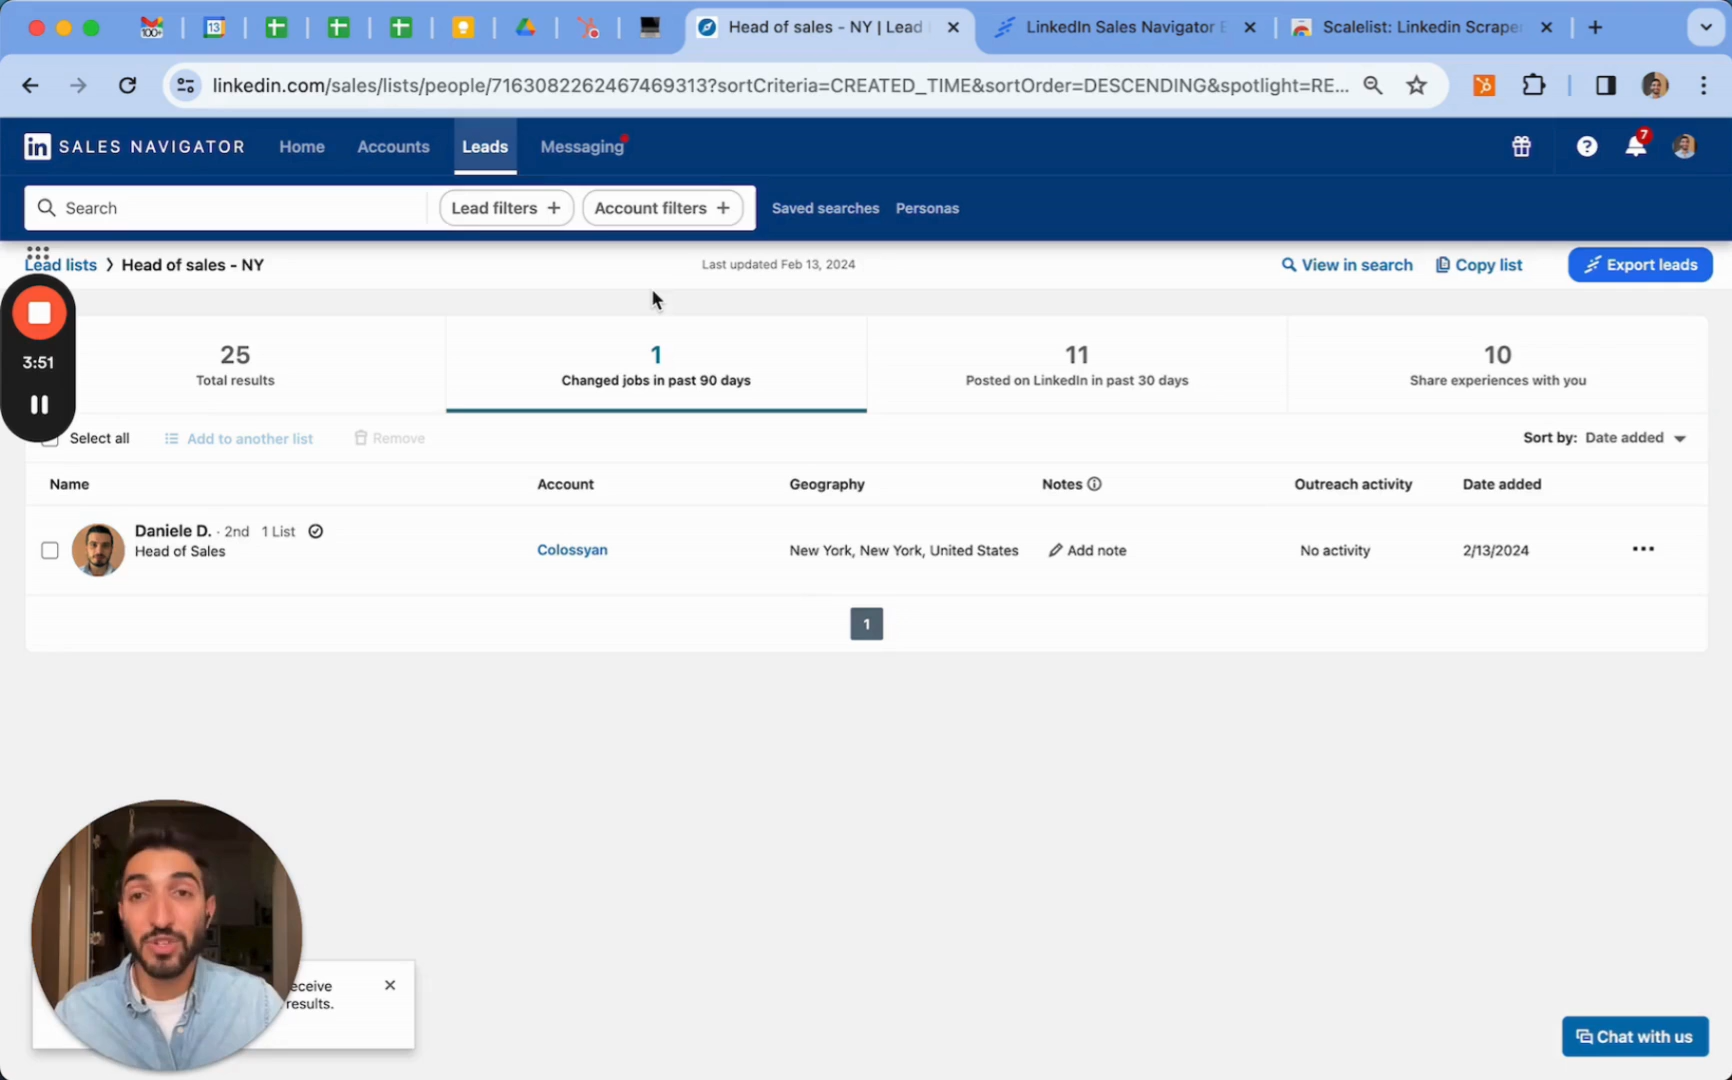 100+
13
Head of sales - NY | Lead
LinkedIn Sales Navigator E
Scalelist: Linkedin Scrape
linkedin.com/sales/lists/people/7163082262467469313?sortCriteria=CREATED_TIME&sortOrder=DESCENDING&spotlight=RE...
in SALES NAVIGATOR
Home
Accounts
Leads
Messaging
?
7
Search
Lead filters +
Account filters +
Saved searches
Personas
Lead lists > Head of sales - NY
Last updated Feb 13, 2024
View in search
Copy list
Export leads
3:51
25
Total results
1
Changed jobs in past 90 days
11
Posted on LinkedIn in past 30 days
10
Share experiences with you
Select all
Add to another list
Remove
Sort by: Date added
Name
Account
Geography
Notes
Outreach activity
Date added
Daniele D. · 2nd 1 List
Head of Sales
Colossyan
New York, New York, United States
Add note
No activity
2/13/2024
1
eceive
results.
Chat with us